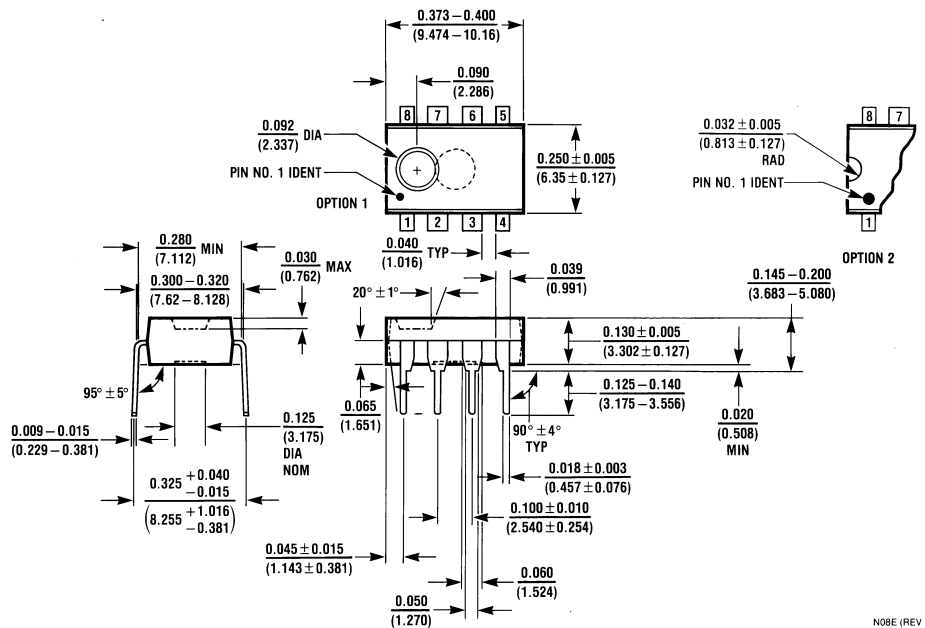 0.373 – 0.400
(9.474 – 10.16)
0.090
(2.286)
8 7 6 5
0.092 DIA
(2.337)
PIN NO. 1 IDENT
OPTION 1
+
0.250 ± 0.005
(6.35 ± 0.127)
1 2 3 4
0.032 ± 0.005
(0.813 ± 0.127)
RAD
PIN NO. 1 IDENT
8 7
1
OPTION 2
0.280 MIN
(7.112)
0.030 MAX
(0.762)
0.300 – 0.320
(7.62 – 8.128)
0.040 TYP
(1.016)
0.039
(0.991)
20° ± 1°
0.145 – 0.200
(3.683 – 5.080)
0.130 ± 0.005
(3.302 ± 0.127)
95° ± 5°
0.065
(1.651)
0.125 – 0.140
(3.175 – 3.556)
90° ± 4°
TYP
0.020
(0.508)
MIN
0.009 – 0.015
(0.229 – 0.381)
0.125
(3.175)
DIA
NOM
0.018 ± 0.003
(0.457 ± 0.076)
0.325 +0.040
−0.015
(8.255 +1.016
−0.381)
0.100 ± 0.010
(2.540 ± 0.254)
0.045 ± 0.015
(1.143 ± 0.381)
0.060
(1.524)
0.050
(1.270)
N08E (REV